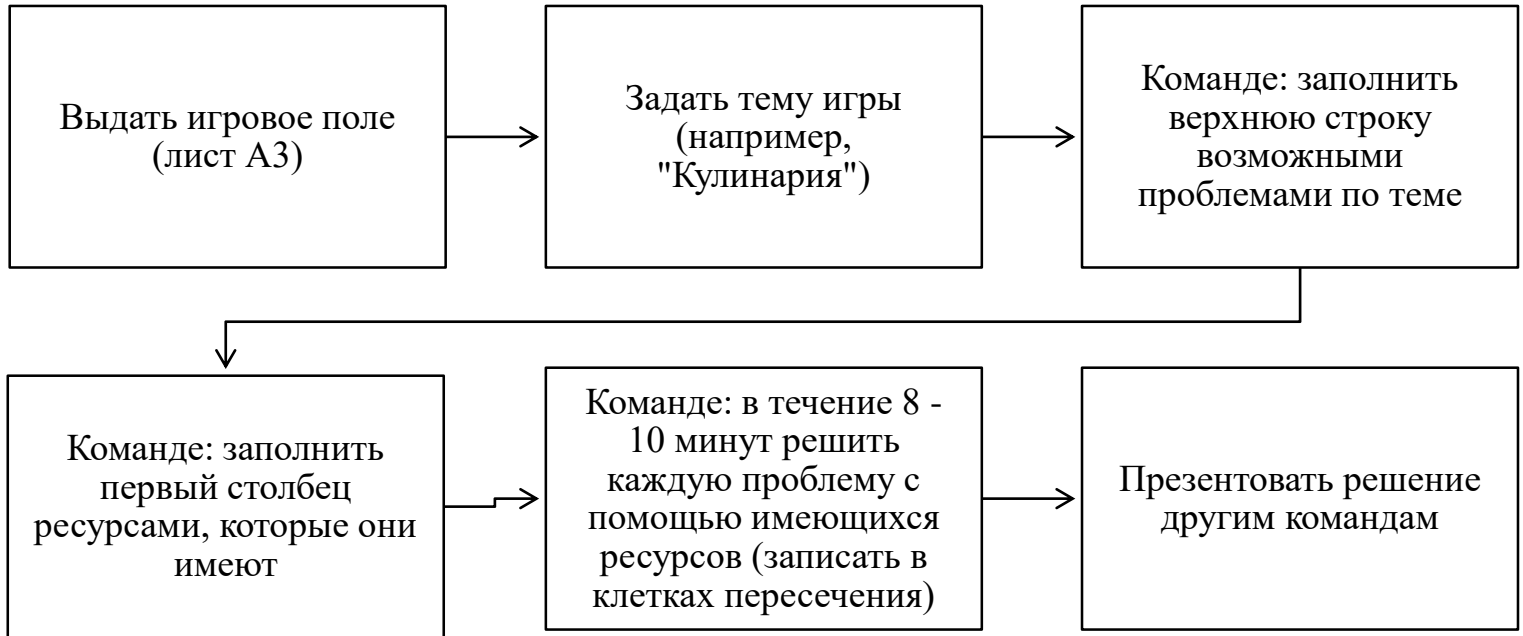 Выдать игровое поле
(лист А3)
Задать тему игры
(например,
"Кулинария")
Команде: заполнить
верхнюю строку
возможными
проблемами по теме
Команде: заполнить
первый столбец
ресурсами, которые они
имеют
Команде: в течение 8 -
10 минут решить
каждую проблему с
помощью имеющихся
ресурсов (записать в
клетках пересечения)
Презентовать решение
другим командам